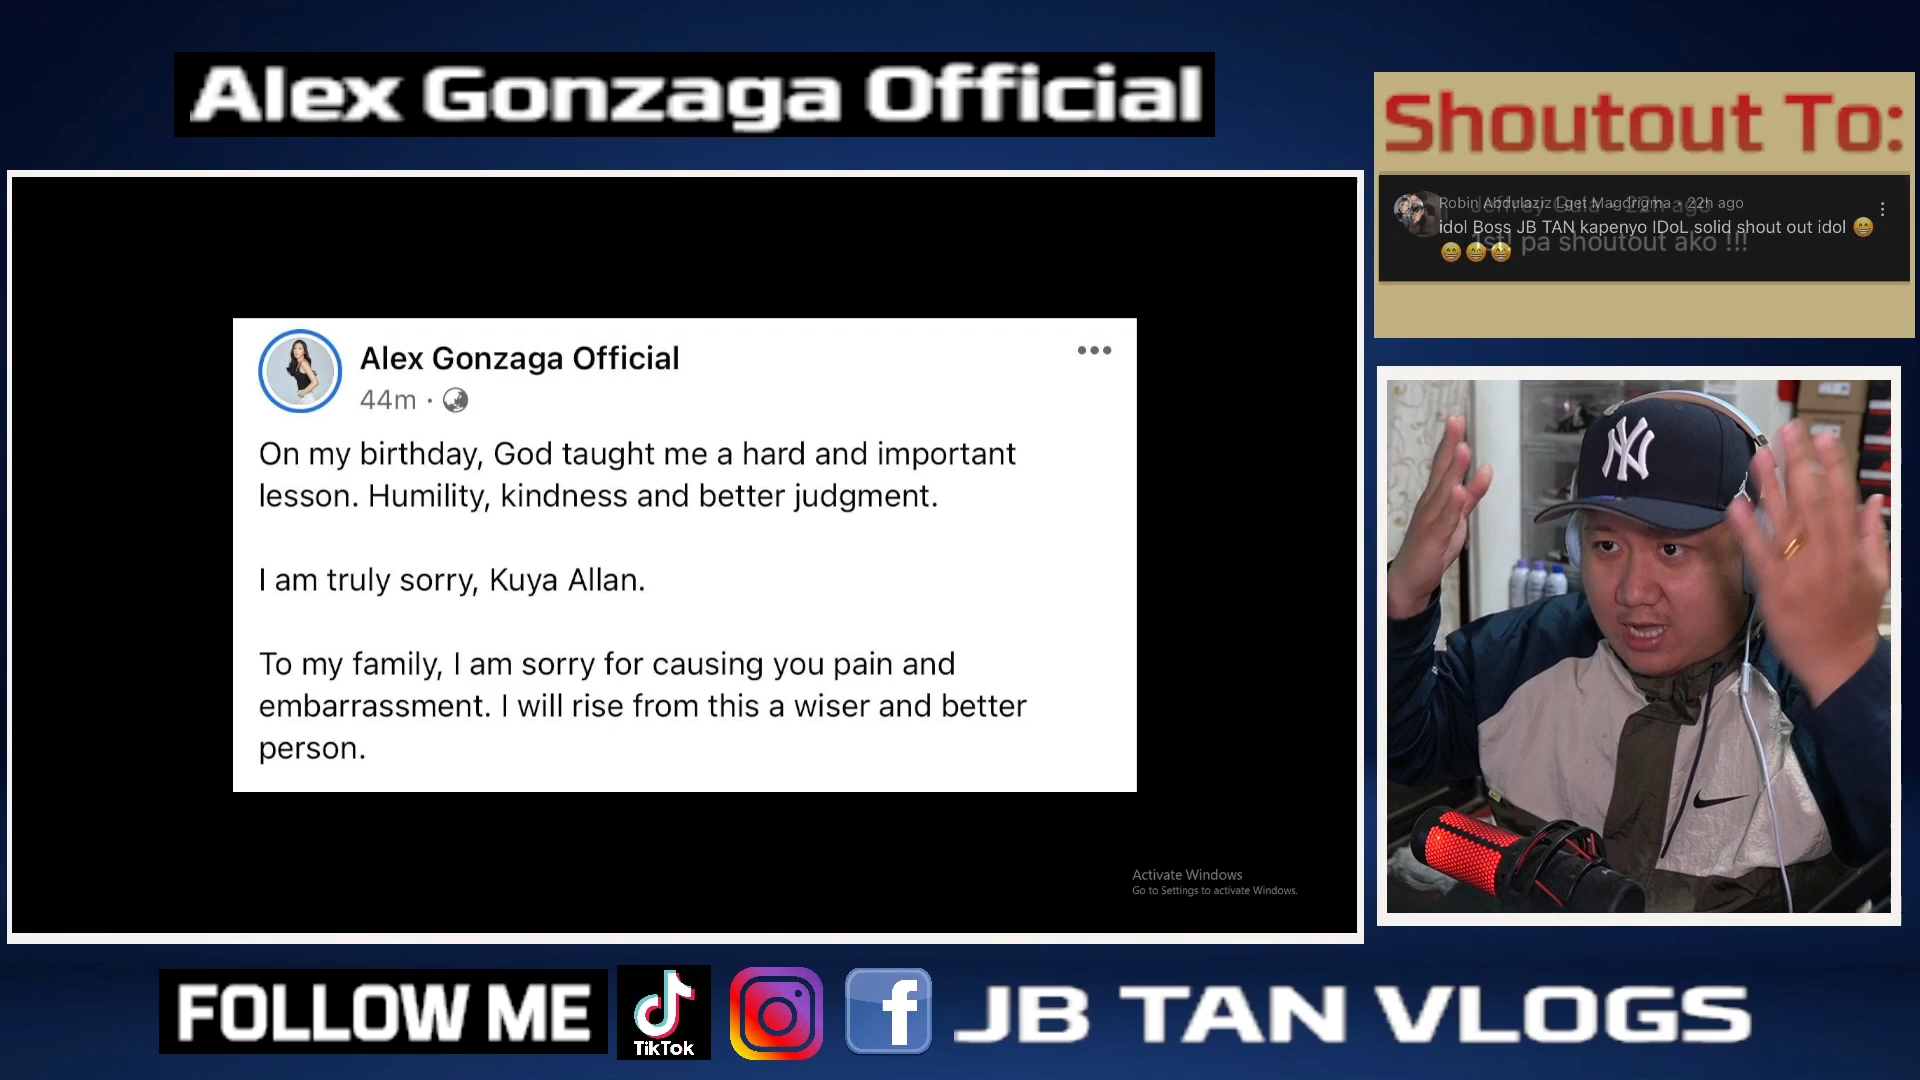 Alex Gonzaga Official
Shoutout To:
Robin Abdulaziz Lget Magdrigma • 22h ago
idol Boss JB TAN kapenyo IDoL solid shout out idol 😁
😁😁😁
pa shoutout ako !!!
Alex Gonzaga Official
44m ·
On my birthday, God taught me a hard and important
lesson. Humility, kindness and better judgment.
I am truly sorry, Kuya Allan.
To my family, I am sorry for causing you pain and
embarrassment. I will rise from this a wiser and better
person.
NY
Activate Windows
Go to Settings to activate Windows.
FOLLOW ME
TikTok
f
JB TAN VLOGS